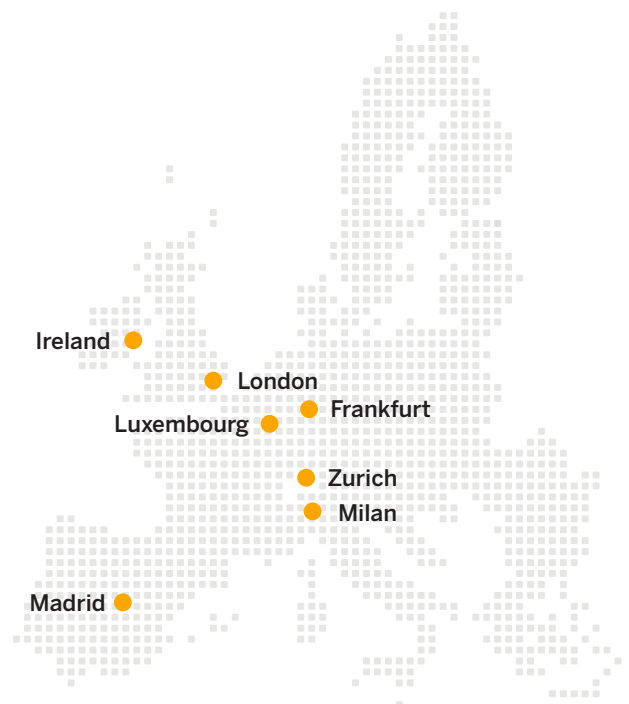 Ireland
London
Frankfurt
Luxembourg
Zurich
Milan
Madrid